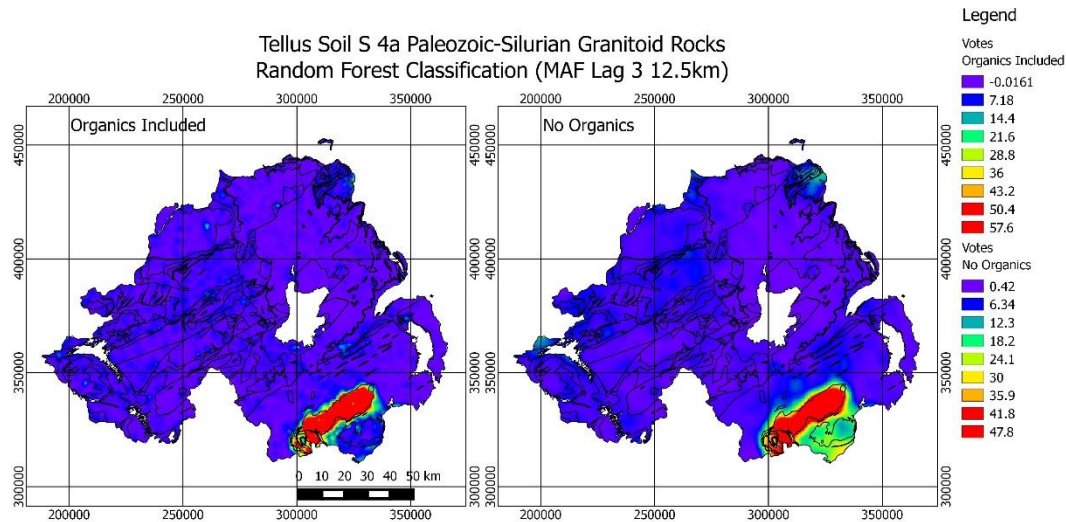 Tellus Soil S 4a Paleozoic-Silurian Granitoid Rocks
Random Forest Classification (MAF Lag 3 12.5km)
200000 250000 300000 350000
Organics Included
450000
400000
350000
300000
0 10 20 30 40 50 km
200000 250000 300000 350000
200000 250000 300000 350000
No Organics
450000
400000
350000
300000
200000 250000 300000 350000
450000
400000
350000
300000
Legend
Votes
Organics Included
-0.0161
7.18
14.4
21.6
28.8
36
43.2
50.4
57.6
Votes
No Organics
0.42
6.34
12.3
18.2
24.1
30
35.9
41.8
47.8